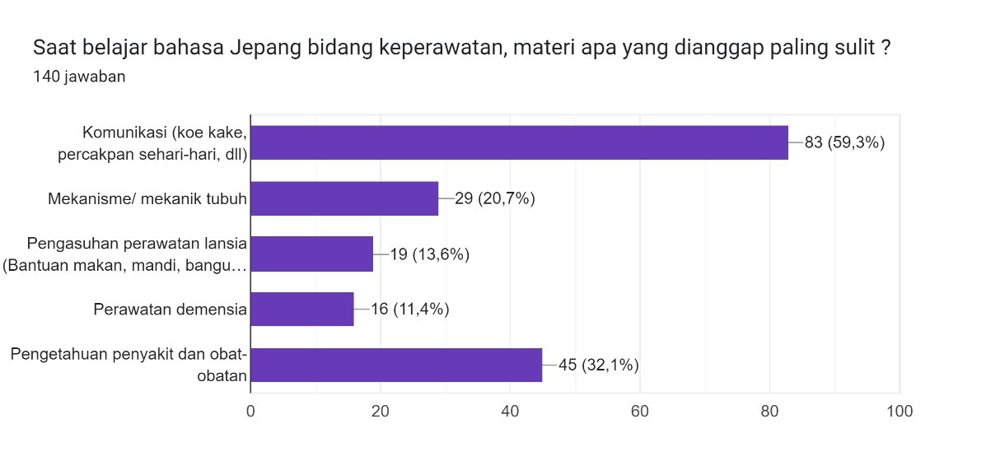 Saat belajar bahasa Jepang bidang keperawatan, materi apa yang dianggap paling sulit ?
140 jawaban
Komunikasi (koe kake,
percakpan sehari-hari, dll)
83 (59,3%)
Mekanisme/ mekanik tubuh
29 (20,7%)
Pengasuhan perawatan lansia
(Bantuan makan, mandi, bangu…
19 (13,6%)
Perawatan demensia
16 (11,4%)
Pengetahuan penyakit dan obat-
obatan
45 (32,1%)
0 20 40 60 80 100